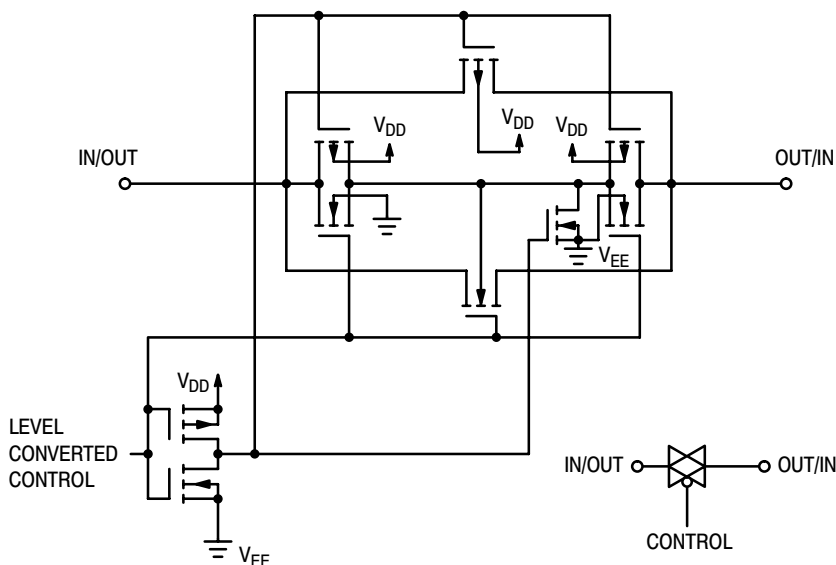 V_DD V_DD V_DD
IN/OUT OUT/IN
V_EE
V_DD
LEVEL
CONVERTED
CONTROL
IN/OUT OUT/IN
CONTROL
V_EE